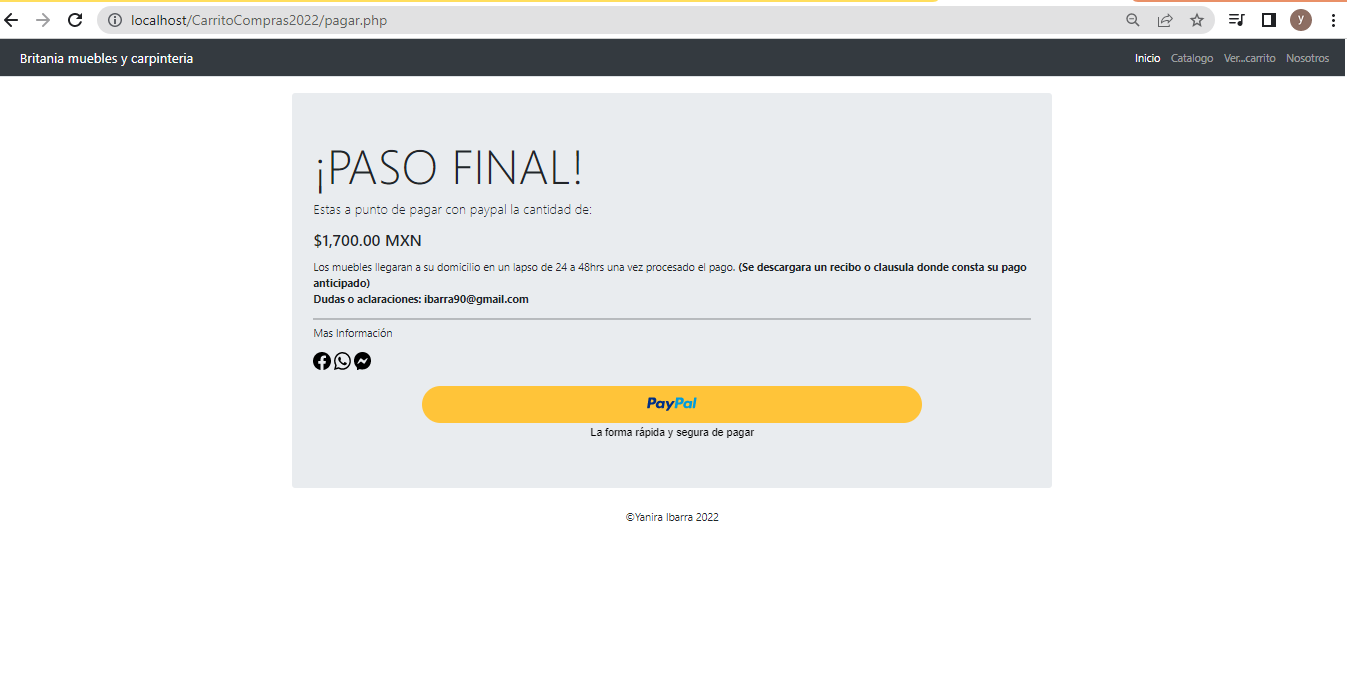 localhost/CarritoCompras2022/pagar.php
y
Britania muebles y carpinteria
Inicio Catalogo Ver...carrito Nosotros
¡PASO FINAL!
Estas a punto de pagar con paypal la cantidad de:
$1,700.00 MXN
Los muebles llegaran a su domicilio en un lapso de 24 a 48hrs una vez procesado el pago. (Se descargara un recibo o clausula donde consta su pago
anticipado)
Dudas o aclaraciones: ibarra90@gmail.com
Mas Información
PayPal
La forma rápida y segura de pagar
©Yanira Ibarra 2022